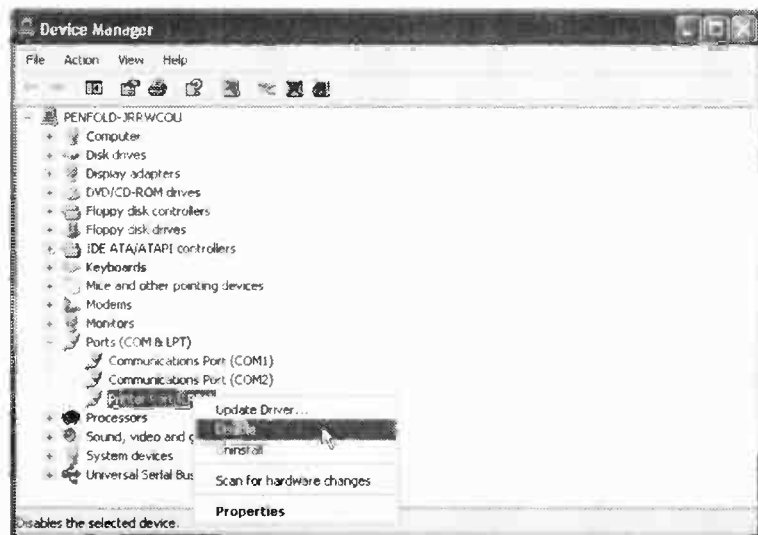 Device Manager
File Action View Help
PENFOLD-JRRWCOU
Computer
Disk drives
Display adapters
DVD/CD-ROM drives
Floppy disk controllers
Floppy disk drives
IDE ATA/ATAPI controllers
Keyboards
Mice and other pointing devices
Modems
Monitors
Ports (COM & LPT)
Communications Port (COM1)
Communications Port (COM2)
Printer Port
Update Driver...
Processors
Disable
Sound, video and g
Uninstall
System devices
Universal Serial Bus
Scan for hardware changes
Properties
Disables the selected device.